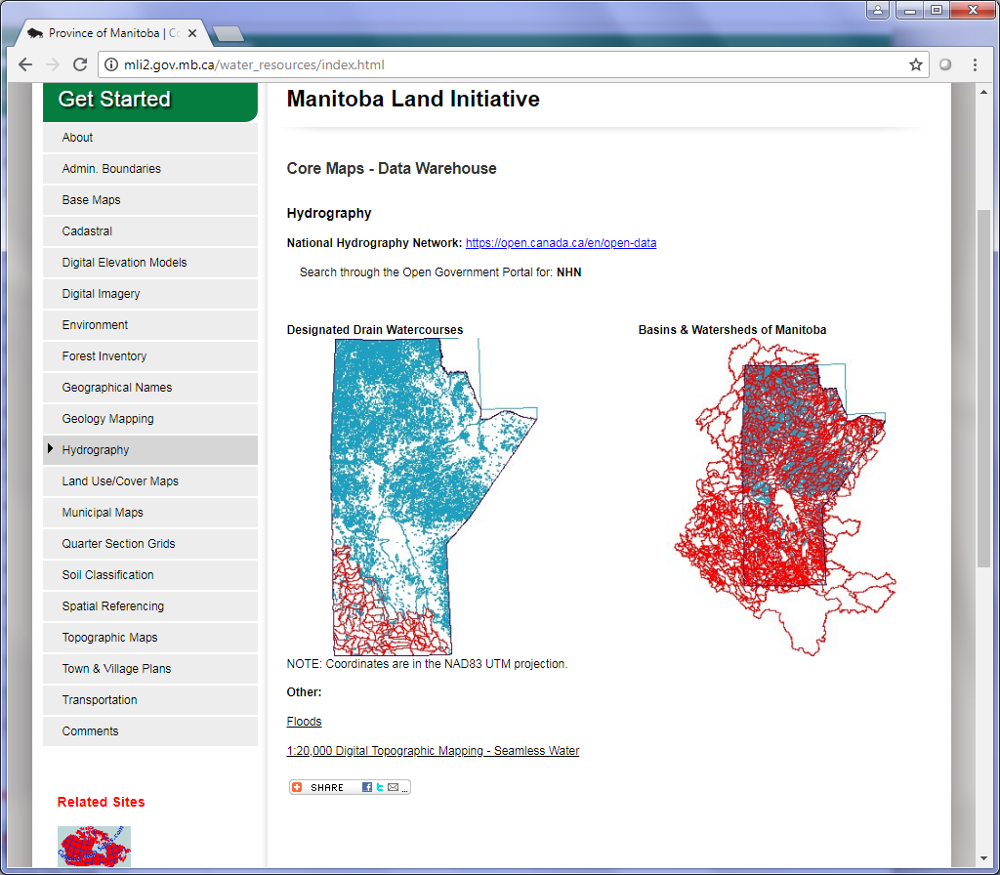 Province of Manitoba | Co
mli2.gov.mb.ca/water_resources/index.html
Get Started
About
Admin. Boundaries
Base Maps
Cadastral
Digital Elevation Models
Digital Imagery
Environment
Forest Inventory
Geographical Names
Geology Mapping
Hydrography
Land Use/Cover Maps
Municipal Maps
Quarter Section Grids
Soil Classification
Spatial Referencing
Topographic Maps
Town & Village Plans
Transportation
Comments
Related Sites
Manitoba Land Initiative
Core Maps - Data Warehouse
Hydrography
National Hydrography Network: https://open.canada.ca/en/open-data
Search through the Open Government Portal for: NHN
Designated Drain Watercourses
Basins & Watersheds of Manitoba
NOTE: Coordinates are in the NAD83 UTM projection.
Other:
Floods
1:20,000 Digital Topographic Mapping - Seamless Water
SHARE